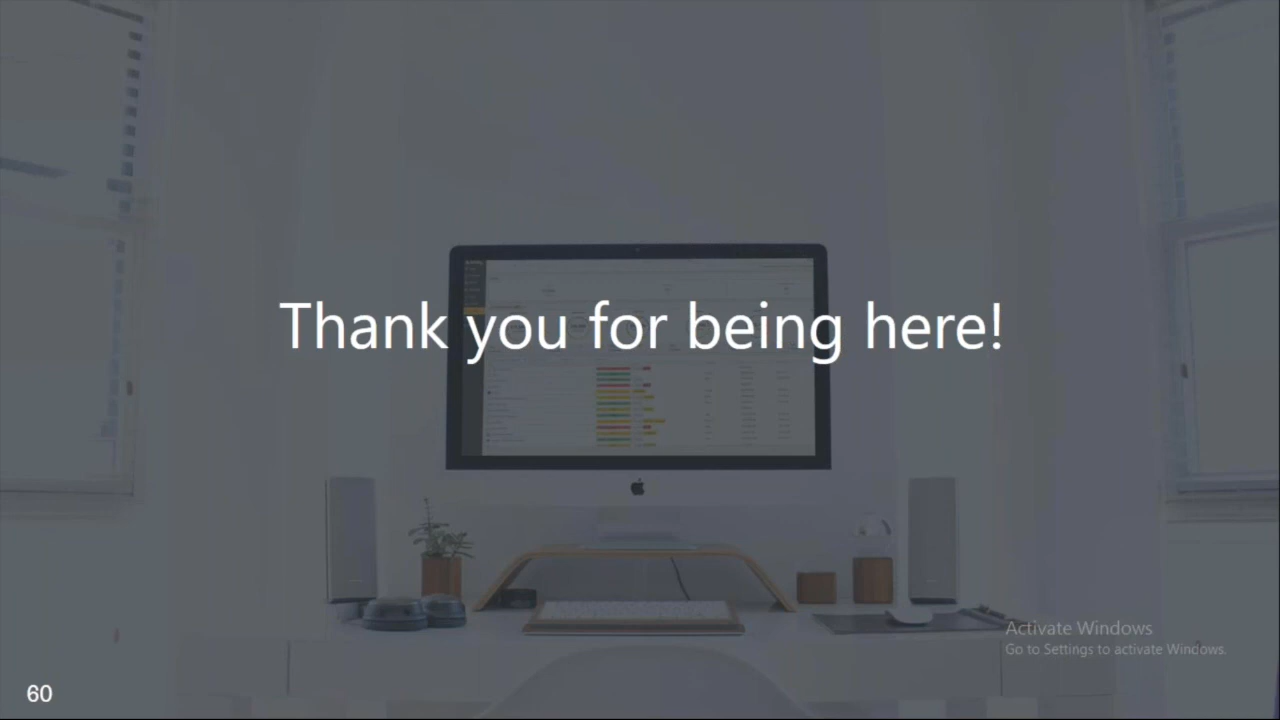 Thank you for being here!
Activate Windows
Go to Settings to activate Windows.
60